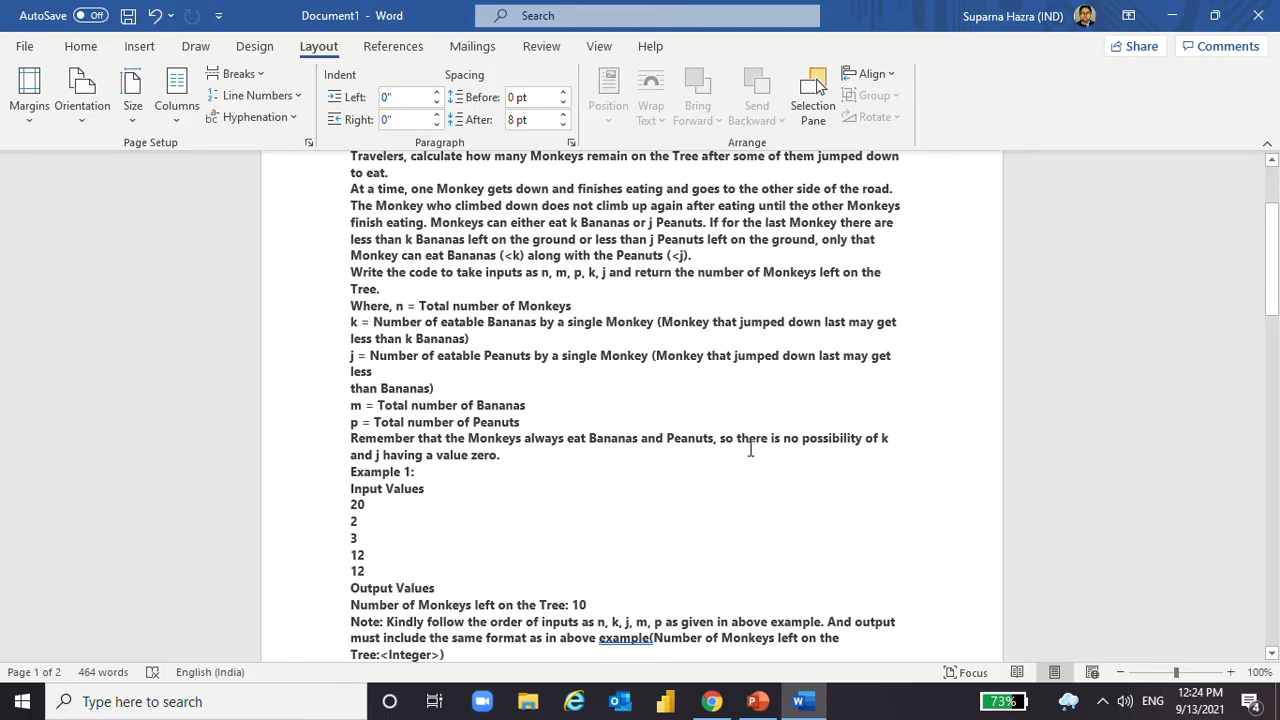 AutoSave Off Document1 - Word Search Suparna Hazra (IND)
File Home Insert Draw Design Layout References Mailings Review View Help Share Comments
Breaks Indent Spacing Align
Line Numbers Left: 0" Before: 0 pt Group
Margins Orientation Size Columns Hyphenation Right: 0" After: 8 pt Position Wrap Text Bring Forward Send Backward Selection Pane Rotate
Page Setup Paragraph Arrange
Travelers, calculate how many Monkeys remain on the Tree after some of them jumped down
to eat.
At a time, one Monkey gets down and finishes eating and goes to the other side of the road.
The Monkey who climbed down does not climb up again after eating until the other Monkeys
finish eating. Monkeys can either eat k Bananas or j Peanuts. If for the last Monkey there are
less than k Bananas left on the ground or less than j Peanuts left on the ground, only that
Monkey can eat Bananas (<k) along with the Peanuts (<j).
Write the code to take inputs as n, m, p, k, j and return the number of Monkeys left on the
Tree.
Where, n = Total number of Monkeys
k = Number of eatable Bananas by a single Monkey (Monkey that jumped down last may get
less than k Bananas)
j = Number of eatable Peanuts by a single Monkey (Monkey that jumped down last may get
less
than Bananas)
m = Total number of Bananas
p = Total number of Peanuts
Remember that the Monkeys always eat Bananas and Peanuts, so there is no possibility of k
and j having a value zero.
Example 1:
Input Values
20
2
3
12
12
Output Values
Number of Monkeys left on the Tree: 10
Note: Kindly follow the order of inputs as n, k, j, m, p as given in above example. And output
must include the same format as in above example(Number of Monkeys left on the
Tree:<Integer>)
Page 1 of 2 464 words English (India) Focus 100%
Type here to search 73% ENG 12:24 PM
9/13/2021 4